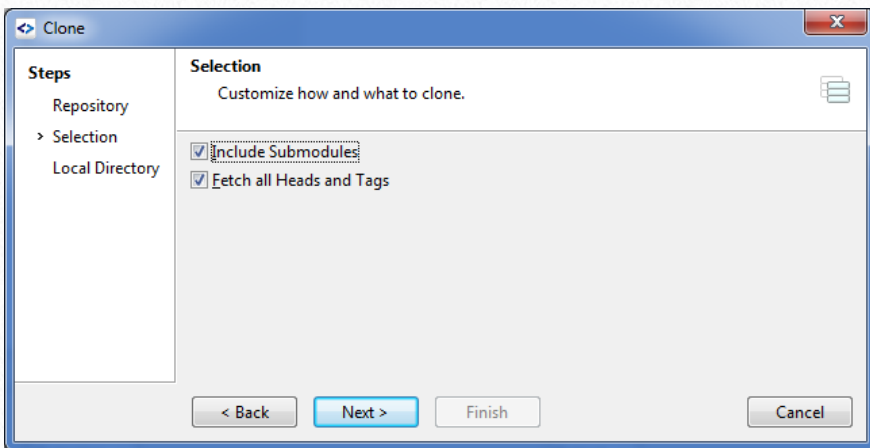 Clone
Steps
Repository
> Selection
Local Directory
Selection
Customize how and what to clone.
Include Submodules
Fetch all Heads and Tags
< Back
Next >
Finish
Cancel